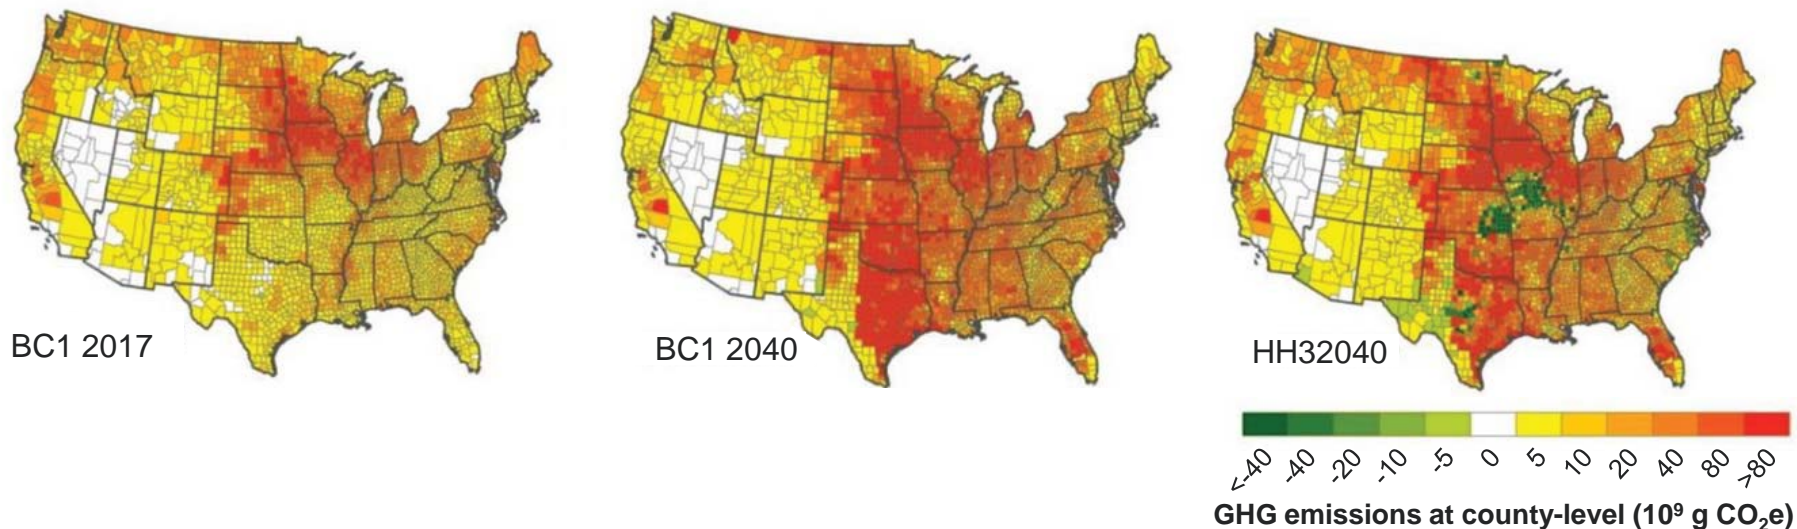 BC1 2017
BC1 2040
HH32040
<-40 -40 -20 -10 -5 0 5 10 20 40 80 >80
GHG emissions at county-level (10⁹ g CO₂e)